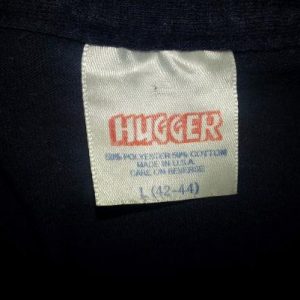 HUGGER
50% POLYESTER 50% COTTON
MADE IN U.S.A.
CARE ON REVERSE
L (42-44)